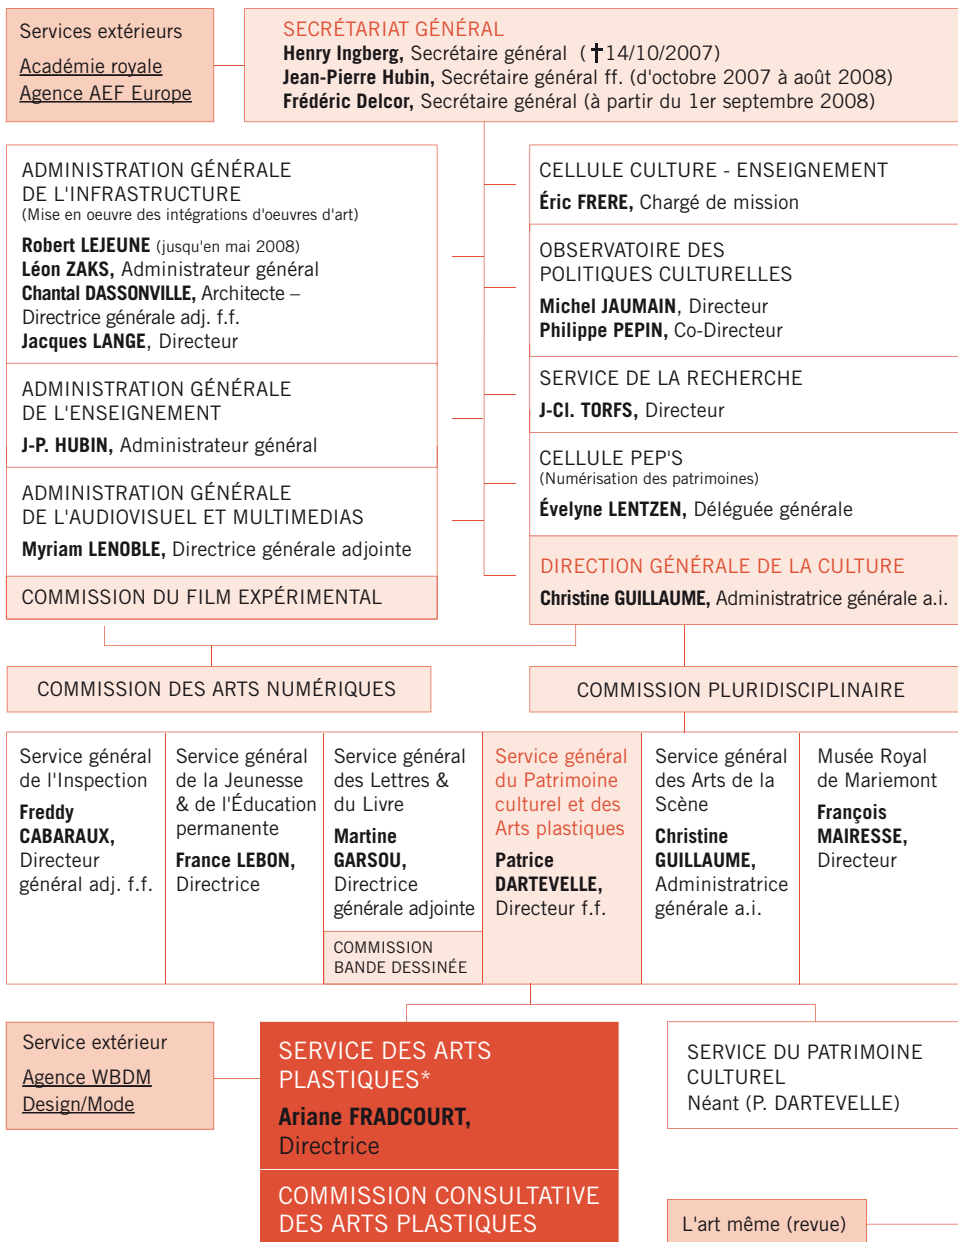 Services extérieurs
Académie royale
Agence AEF Europe
SECRÉTARIAT GÉNÉRAL
Henry Ingberg, Secrétaire général (✝14/10/2007)
Jean-Pierre Hubin, Secrétaire général ff. (d'octobre 2007 à août 2008)
Frédéric Delcor, Secrétaire général (à partir du 1er septembre 2008)
ADMINISTRATION GÉNÉRALE
DE L'INFRASTRUCTURE
(Mise en oeuvre des intégrations d'oeuvres d'art)
Robert LEJEUNE (jusqu'en mai 2008)
Léon ZAKS, Administrateur général
Chantal DASSONVILLE, Architecte –
Directrice générale adj. f.f.
Jacques LANGE, Directeur
ADMINISTRATION GÉNÉRALE
DE L'ENSEIGNEMENT
J-P. HUBIN, Administrateur général
ADMINISTRATION GÉNÉRALE
DE L'AUDIOVISUEL ET MULTIMEDIAS
Myriam LENOBLE, Directrice générale adjointe
COMMISSION DU FILM EXPÉRIMENTAL
CELLULE CULTURE - ENSEIGNEMENT
Éric FRERE, Chargé de mission
OBSERVATOIRE DES
POLITIQUES CULTURELLES
Michel JAUMAIN, Directeur
Philippe PEPIN, Co-Directeur
SERVICE DE LA RECHERCHE
J-Cl. TORFS, Directeur
CELLULE PEP'S
(Numérisation des patrimoines)
Évelyne LENTZEN, Déléguée générale
DIRECTION GÉNÉRALE DE LA CULTURE
Christine GUILLAUME, Administratrice générale a.i.
COMMISSION DES ARTS NUMÉRIQUES
COMMISSION PLURIDISCIPLINAIRE
Service général
de l'Inspection
Freddy
CABARAUX,
Directeur
général adj. f.f.
Service général
de la Jeunesse
& de l'Éducation
permanente
France LEBON,
Directrice
Service général
des Lettres &
du Livre
Martine
GARSOU,
Directrice
générale adjointe
COMMISSION
BANDE DESSINÉE
Service général
du Patrimoine
culturel et des
Arts plastiques
Patrice
DARTEVELLE,
Directeur f.f.
Service général
des Arts de la
Scène
Christine
GUILLAUME,
Administratrice
générale a.i.
Musée Royal
de Mariemont
François
MAIRESSE,
Directeur
Service extérieur
Agence WBDM
Design/Mode
SERVICE DES ARTS
PLASTIQUES*
Ariane FRADCOURT,
Directrice
COMMISSION CONSULTATIVE
DES ARTS PLASTIQUES
SERVICE DU PATRIMOINE
CULTUREL
Néant (P. DARTEVELLE)
L'art même (revue)